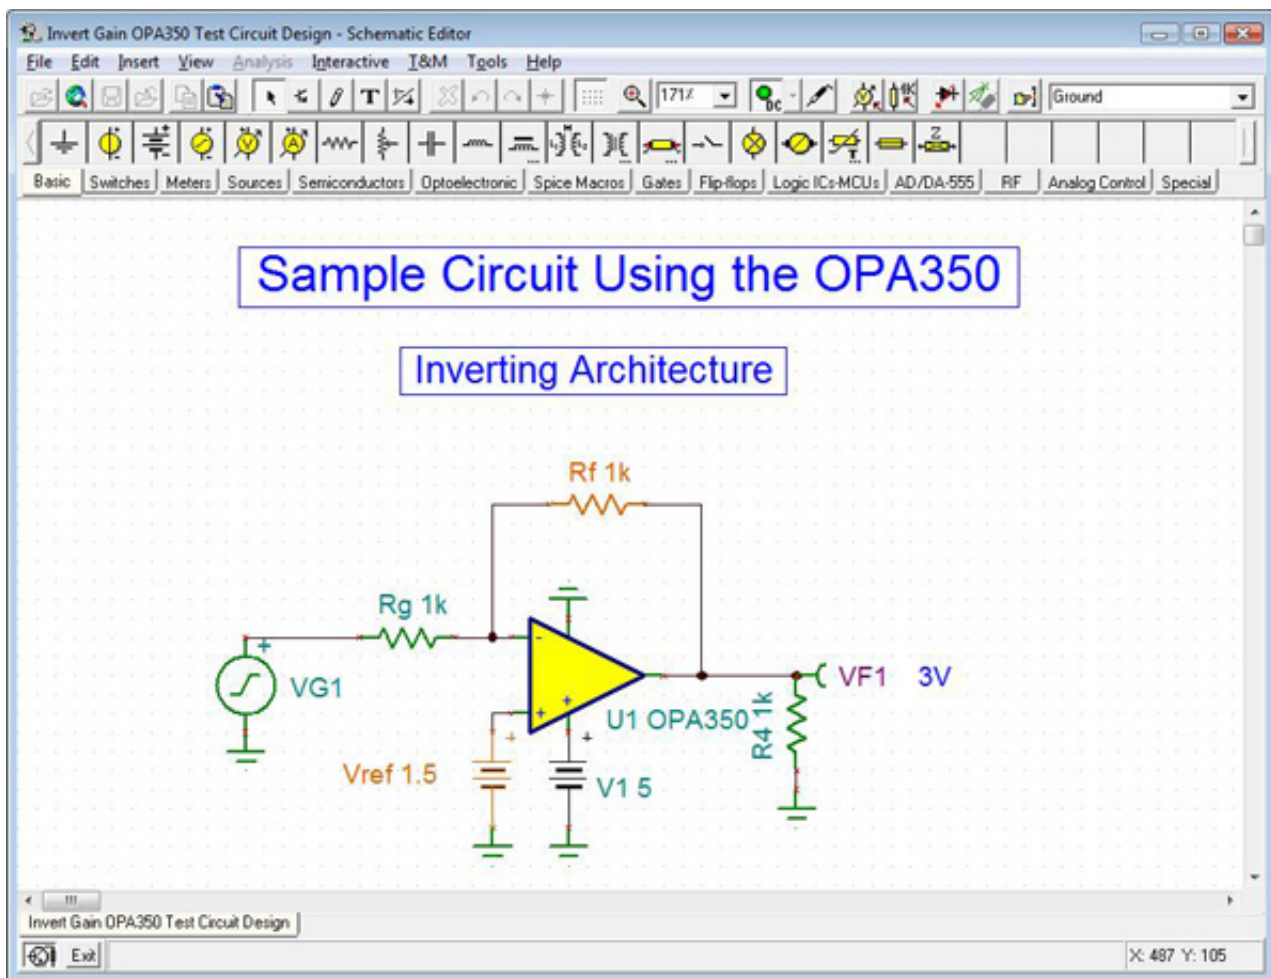 Invert Gain OPA350 Test Circuit Design - Schematic Editor
File Edit Insert View Analysis Interactive T&M Tools Help
T 171% DC 1K Ground
Z
Basic Switches Meters Sources Semiconductors Optoelectronic Spice Macros Gates Flip-flops Logic ICs-MCUs AD/DA-555 RF Analog Control Special
Sample Circuit Using the OPA350
Inverting Architecture
Rf 1k
Rg 1k
VG1
VF1 3V
U1 OPA350
R4 1k
Vref 1.5
V1 5
Invert Gain OPA350 Test Circuit Design
Exit
X: 487 Y: 105